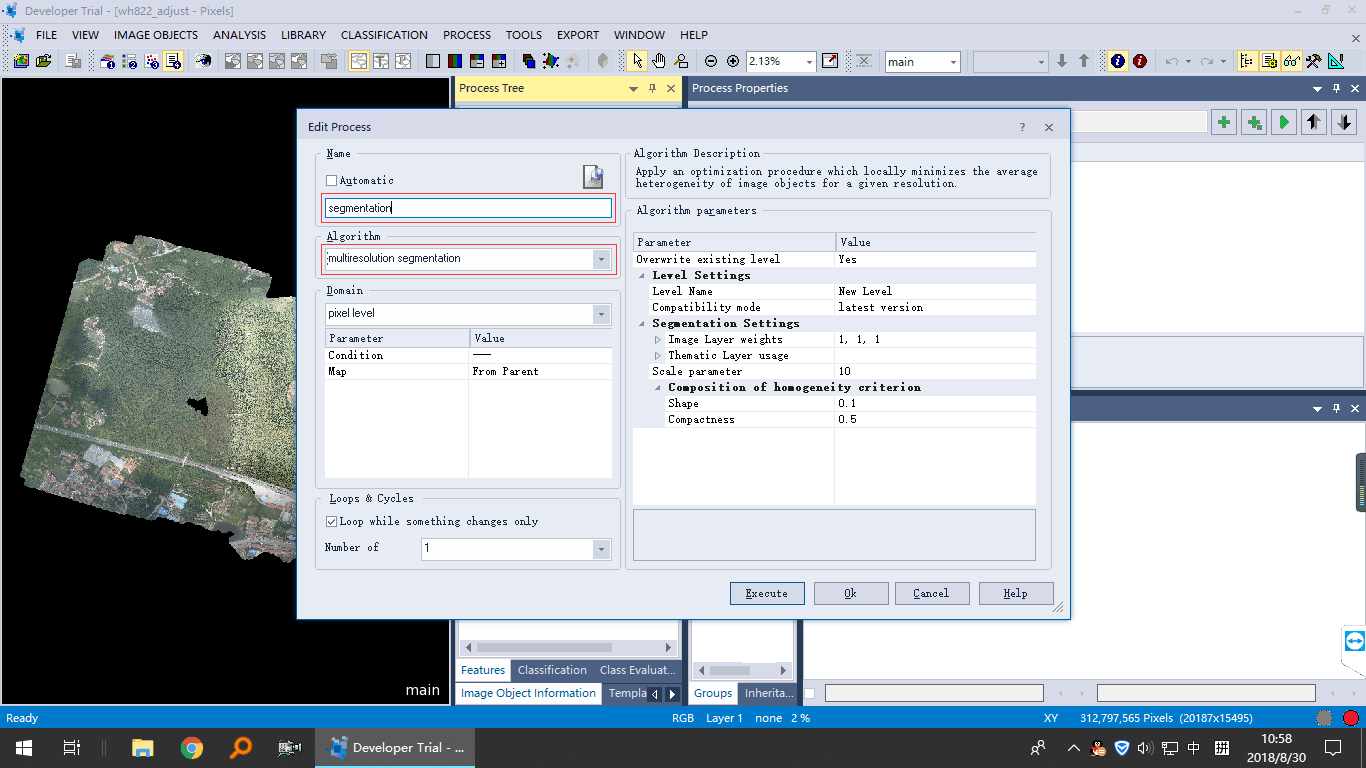 Developer Trial - [wh822_adjust - Pixels]
FILE VIEW IMAGE OBJECTS ANALYSIS LIBRARY CLASSIFICATION PROCESS TOOLS EXPORT WINDOW HELP
2.13% main
Process Tree
Process Properties
Edit Process
?
Name
Automatic
segmentation
Algorithm
multiresolution segmentation
Domain
pixel level
Parameter Value
Condition
Map From Parent
Loops & Cycles
Loop while something changes only
Number of 1
Algorithm Description
Apply an optimization procedure which locally minimizes the average
heterogeneity of image objects for a given resolution.
Algorithm parameters
Parameter Value
Overwrite existing level Yes
Level Settings
Level Name New Level
Compatibility mode latest version
Segmentation Settings
Image Layer weights 1, 1, 1
Thematic Layer usage
Scale parameter 10
Composition of homogeneity criterion
Shape 0.1
Compactness 0.5
Execute Ok Cancel Help
main
Features Classification Class Evaluat...
Image Object Information Templa
Groups Inherita...
Ready
RGB Layer 1 none 2 %
XY 312,797,565 Pixels (20187x15495)
Developer Trial - ...
中 拼
10:58
2018/8/30